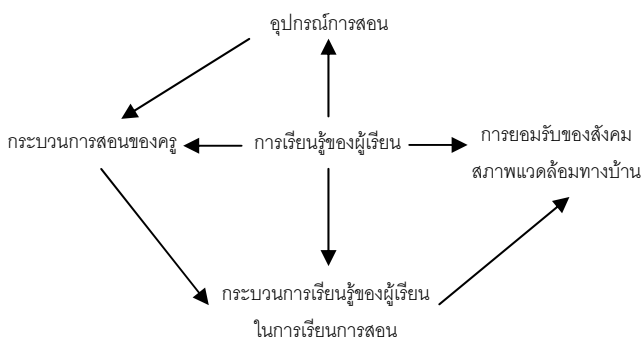 อุปกรณ์การสอน
กระบวนการสอนของครู
การเรียนรู้ของผู้เรียน
การยอมรับของสังคม
สภาพแวดล้อมทางบ้าน
กระบวนการเรียนรู้ของผู้เรียน
ในการเรียนการสอน